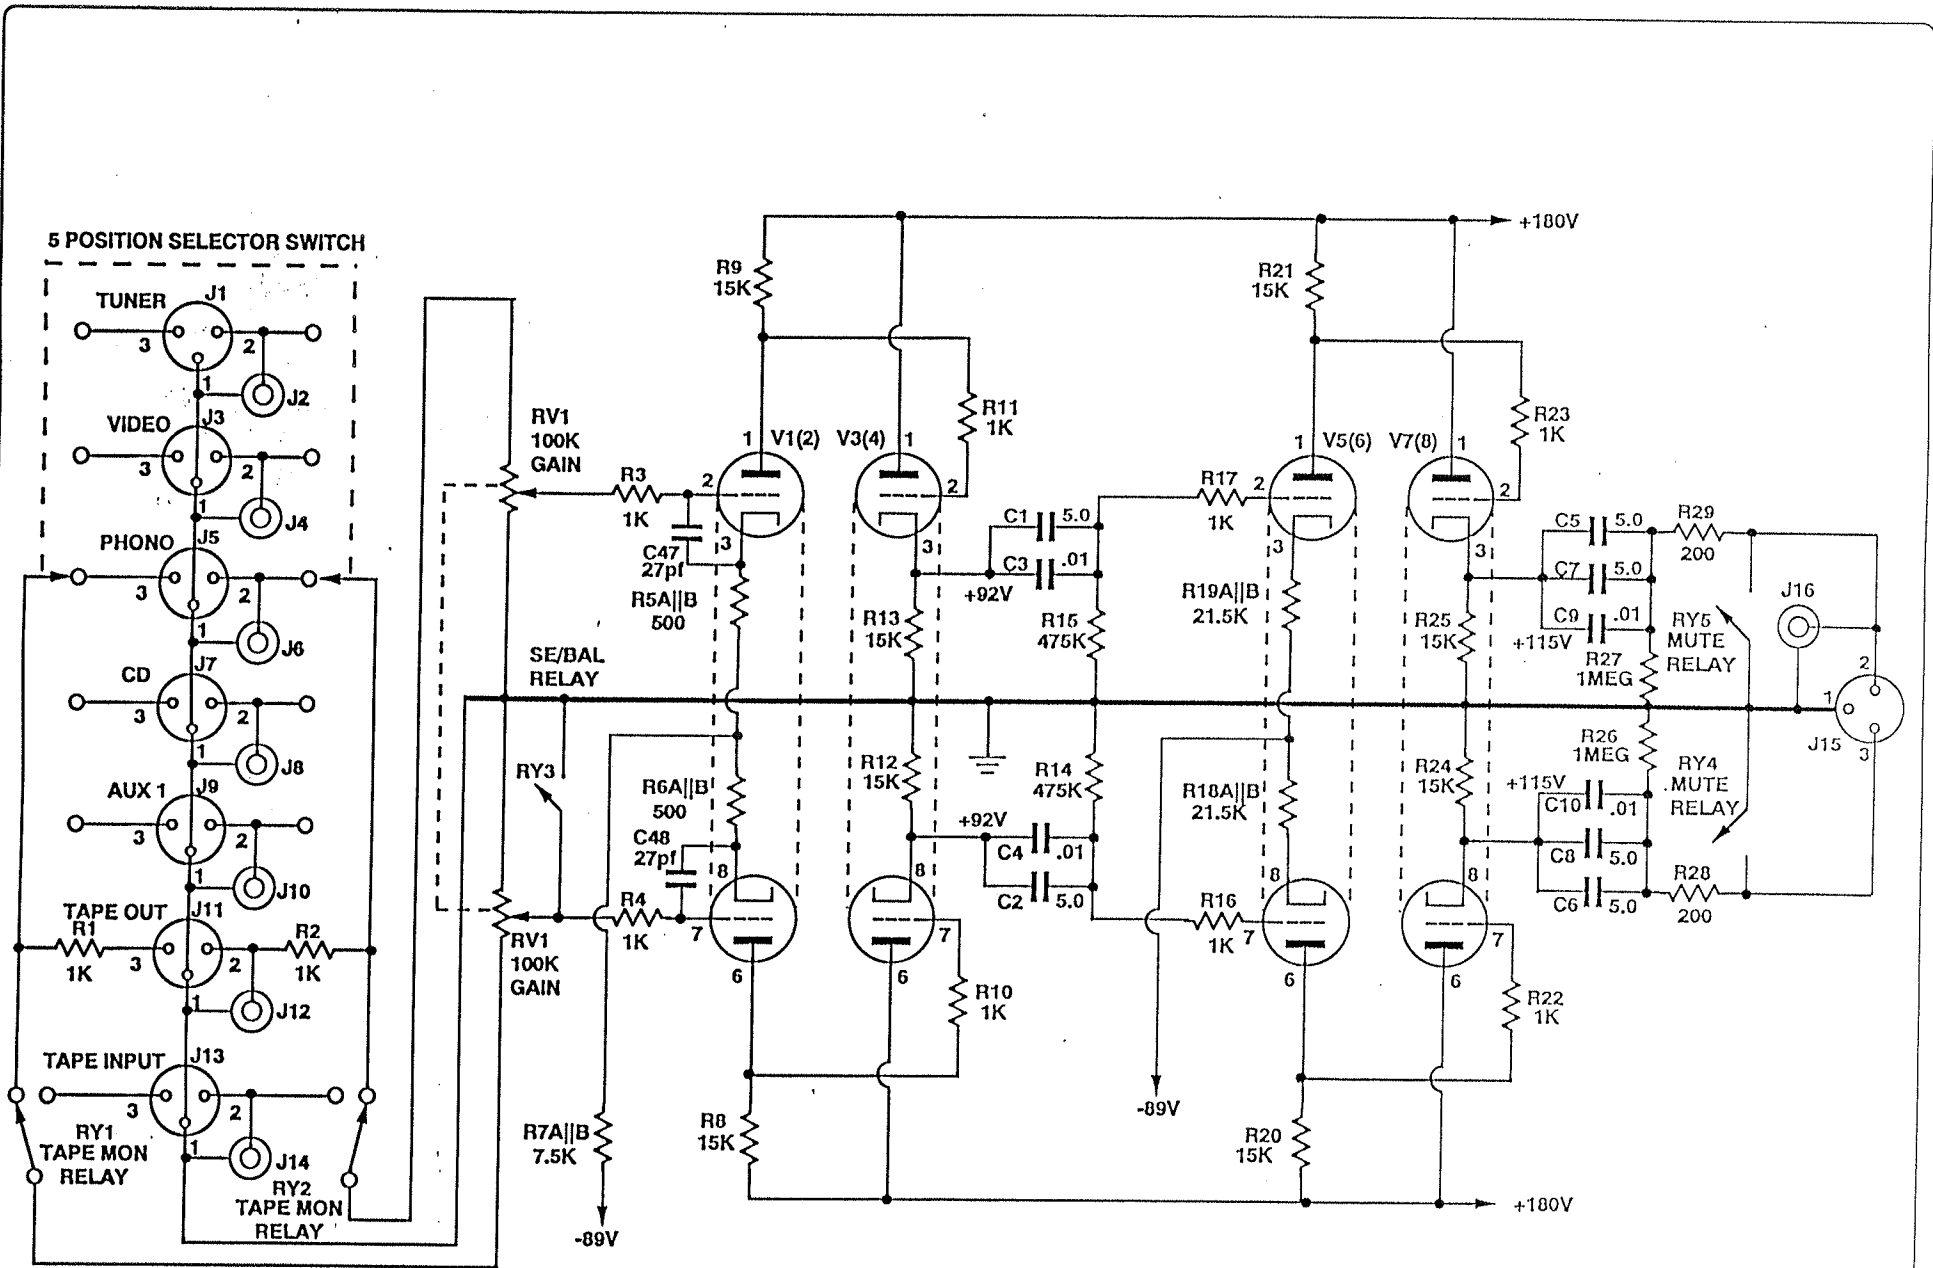 5 POSITION SELECTOR SWITCH
TUNER
J1
3
2
1
J2
VIDEO
J3
3
2
1
J4
PHONO
J5
3
2
1
J6
CD
J7
3
2
1
J8
AUX 1
J9
3
2
1
J10
TAPE OUT
J11
R1
1K
3
2
R2
1K
1
J12
TAPE INPUT
J13
3
2
1
J14
RY1
TAPE MON
RELAY
RY2
TAPE MON
RELAY
RV1
100K
GAIN
SE/BAL
RELAY
RY3
RV1
100K
GAIN
R3
1K
C47
27pf
R5A||B
500
R6A||B
500
C48
27pf
R4
1K
R7A||B
7.5K
-89V
R9
15K
1
V1(2)
2
3
8
7
6
R8
15K
V3(4)
1
2
3
R11
1K
R13
15K
R12
15K
8
7
6
R10
1K
C1
5.0
C3
.01
+92V
R15
475K
R14
475K
+92V
C4
.01
C2
5.0
R17
1K
R16
1K
R21
15K
1
V5(6)
2
3
R19A||B
21.5K
R18A||B
21.5K
8
7
6
-89V
R20
15K
V7(8)
1
2
3
R23
1K
R25
15K
R24
15K
8
7
6
R22
1K
+180V
+180V
C5
5.0
C7
5.0
C9
.01
+115V
R29
200
R27
1MEG
R26
1MEG
+115V
C10
.01
C8
5.0
C6
5.0
R28
200
RY5
MUTE
RELAY
RY4
MUTE
RELAY
J16
2
1
J15
3